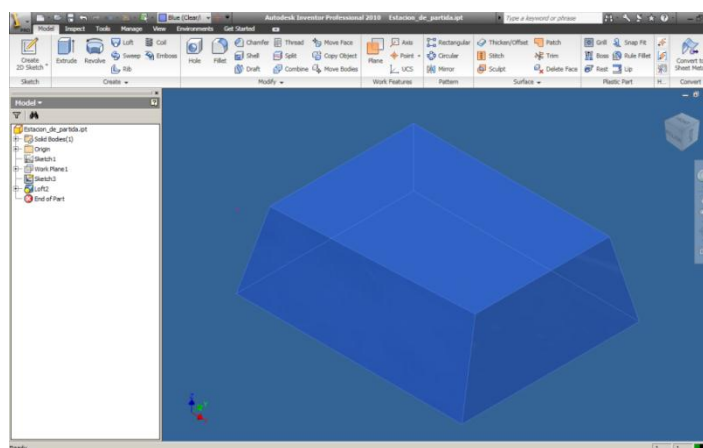 Blue (Clear)
Autodesk Inventor Professional 2010 Estacion_de_partida.ipt
Type a keyword or phrase
PRO
Model Inspect Tools Manage View Environments Get Started
Loft Coil Chamfer Thread Move Face Axis Rectangular Thicken/Offset Patch Grill Snap Fit
Create 2D Sketch Extrude Revolve Sweep Emboss Hole Fillet Shell Split Copy Object Plane Point Circular Stitch Trim Boss Rule Fillet Convert to Sheet Met
Rib Draft Combine Move Bodies UCS Mirror Sculpt Delete Face Rest Lip
Sketch Create Modify Work Features Pattern Surface Plastic Part H... Convert
Model
Estacion_de_partida.ipt
Solid Bodies(1)
Origin
Sketch1
Work Plane1
Sketch3
Loft2
End of Part
Ready